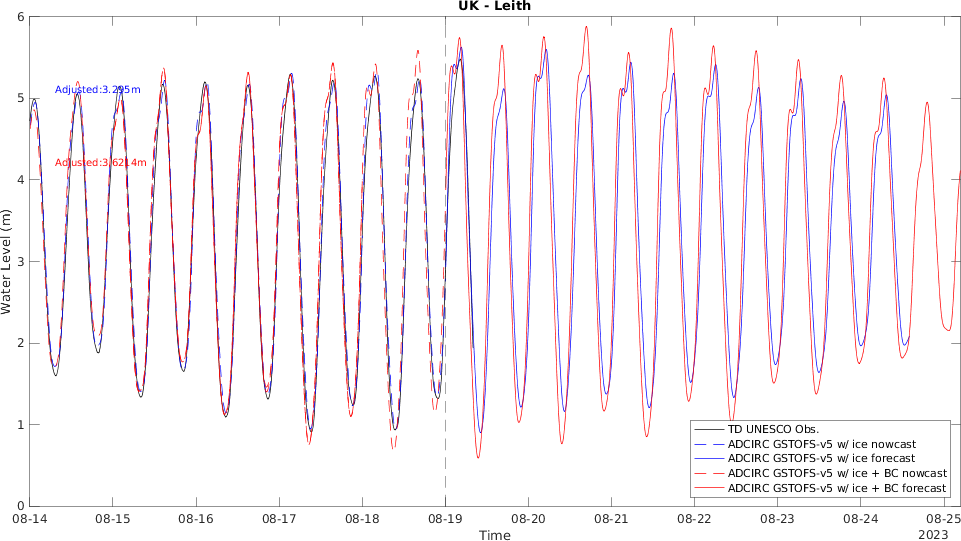 UK - Leith
6
5
4
3
2
1
0
Water Level (m)
Adjusted:3.295m
Adjusted:3.6214m
TD UNESCO Obs.
ADCIRC GSTOFS-v5 w/ ice nowcast
ADCIRC GSTOFS-v5 w/ ice forecast
ADCIRC GSTOFS-v5 w/ ice + BC nowcast
ADCIRC GSTOFS-v5 w/ ice + BC forecast
08-14 08-15 08-16 08-17 08-18 08-19 08-20 08-21 08-22 08-23 08-24 08-25
Time
2023